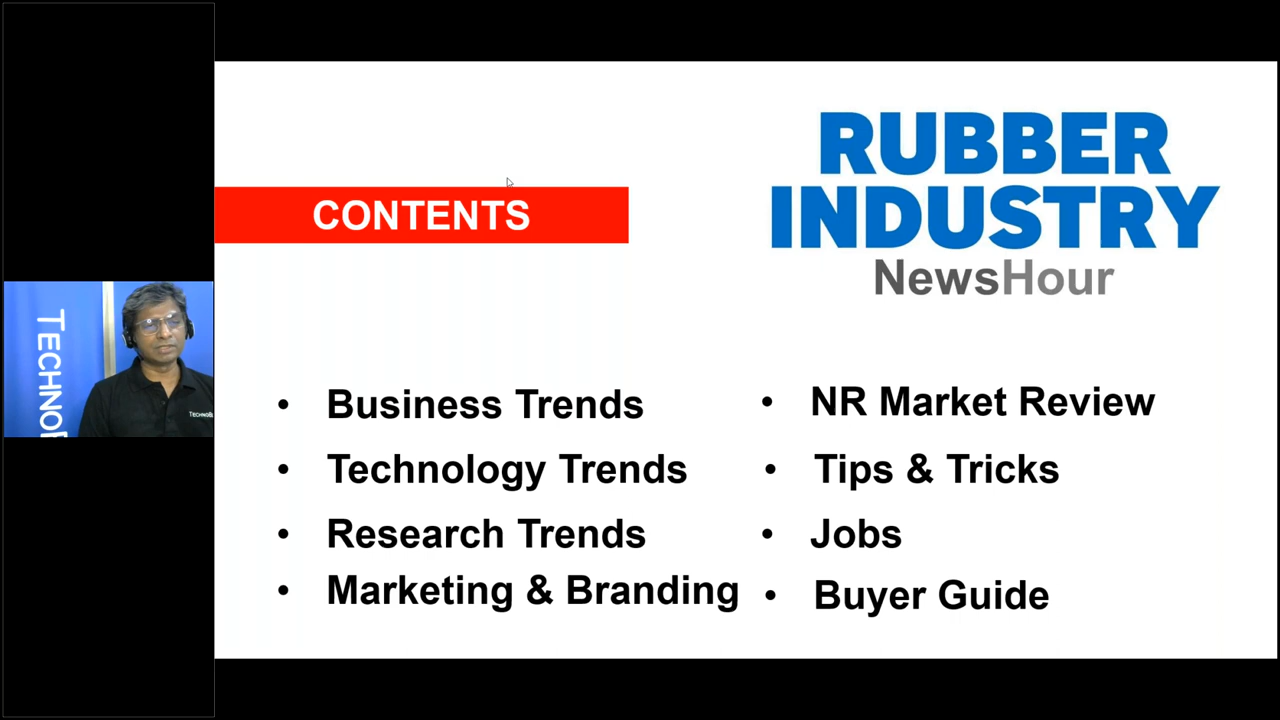 RUBBER
INDUSTRY
NewsHour
CONTENTS
TECHNO
• Business Trends
• Technology Trends
• Research Trends
• Marketing & Branding
• NR Market Review
• Tips & Tricks
• Jobs
• Buyer Guide